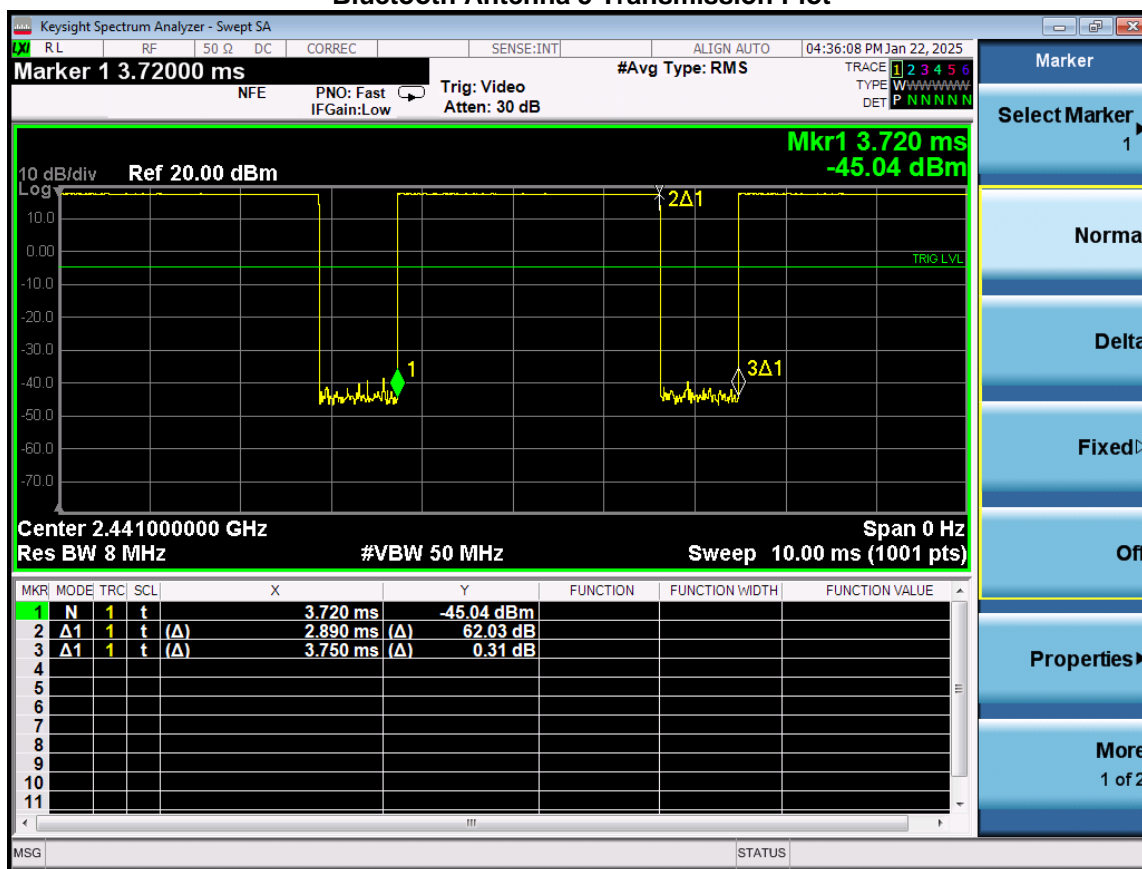 Bluetooth Antenna 3 Transmission Plot
Keysight Spectrum Analyzer - Swept SA
LXI RL RF 50 Ω DC CORREC SENSE:INT ALIGN AUTO 04:36:08 PM Jan 22, 2025
Marker 1 3.72000 ms
NFE
PNO: Fast
IFGain:Low
Trig: Video
Atten: 30 dB
#Avg Type: RMS
TRACE 1 2 3 4 5 6
TYPE WWWWWW
DET P N N N N N
Mkr1 3.720 ms
-45.04 dBm
10 dB/div Ref 20.00 dBm
Log
10.0
0.00
-10.0
-20.0
-30.0
-40.0
-50.0
-60.0
-70.0
2Δ1
TRIG LVL
1
3Δ1
Center 2.441000000 GHz Span 0 Hz
Res BW 8 MHz #VBW 50 MHz Sweep 10.00 ms (1001 pts)
MKR MODE TRC SCL X Y FUNCTION FUNCTION WIDTH FUNCTION VALUE
1 N 1 t 3.720 ms -45.04 dBm
2 Δ1 1 t (Δ) 2.890 ms (Δ) 62.03 dB
3 Δ1 1 t (Δ) 3.750 ms (Δ) 0.31 dB
4
5
6
7
8
9
10
11
MSG STATUS
Marker
Select Marker
1
Norma
Delta
Fixed
Off
Properties
More
1 of 2